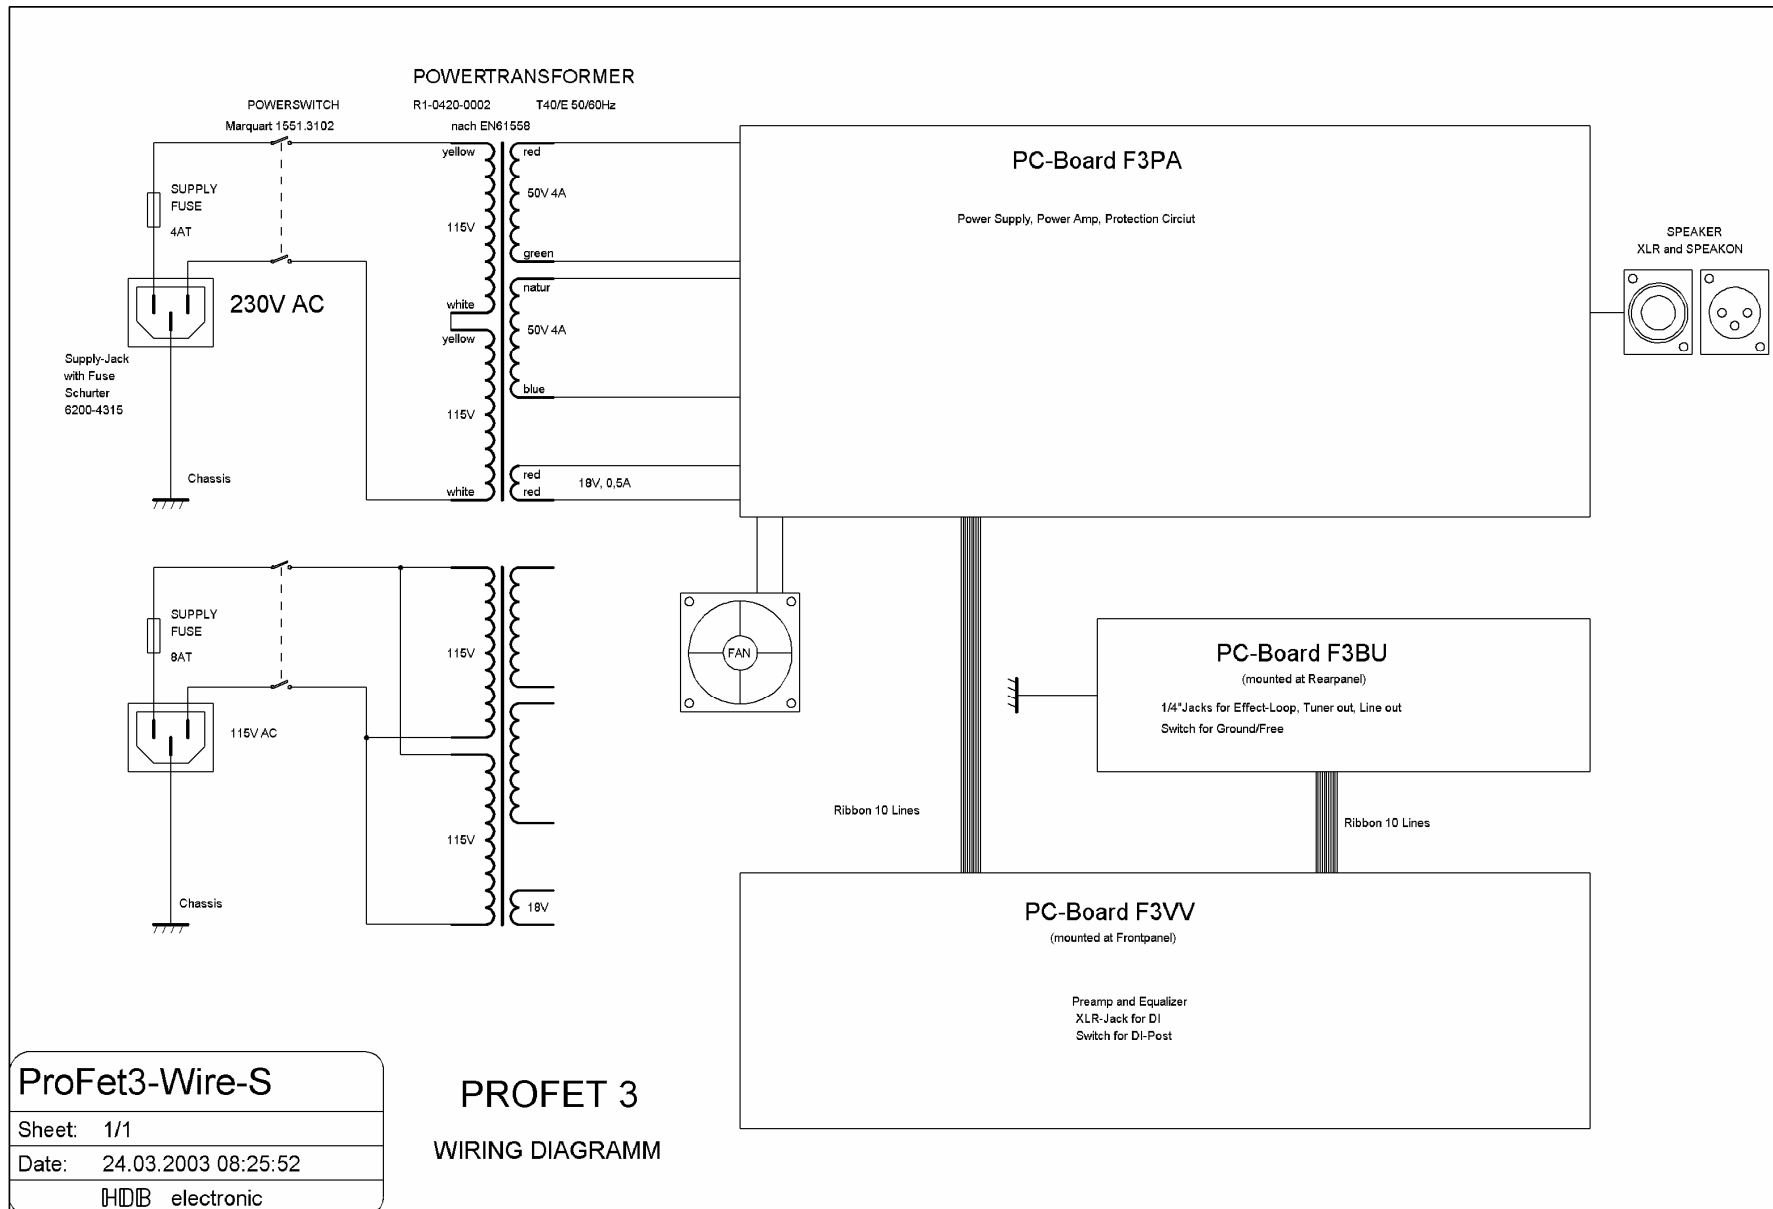 POWERTRANSFORMER
R1-0420-0002 T40/E 50/60Hz
nach EN61558
POWERSWITCH
Marquart 1551.3102
SUPPLY
FUSE
4AT
230V AC
Supply-Jack
with Fuse
Schurter
6200-4315
Chassis
yellow
115V
white
yellow
115V
white
red
50V 4A
green
natur
50V 4A
blue
red
red
18V, 0,5A
PC-Board F3PA
Power Supply, Power Amp, Protection Circiut
SPEAKER
XLR and SPEAKON
SUPPLY
FUSE
8AT
115V AC
Chassis
115V
115V
18V
FAN
PC-Board F3BU
(mounted at Rearpanel)
1/4"Jacks for Effect-Loop, Tuner out, Line out
Switch for Ground/Free
Ribbon 10 Lines
Ribbon 10 Lines
PC-Board F3VV
(mounted at Frontpanel)
Preamp and Equalizer
XLR-Jack for DI
Switch for DI-Post
ProFet3-Wire-S
Sheet: 1/1
Date: 24.03.2003 08:25:52
HDB electronic
PROFET 3
WIRING DIAGRAMM